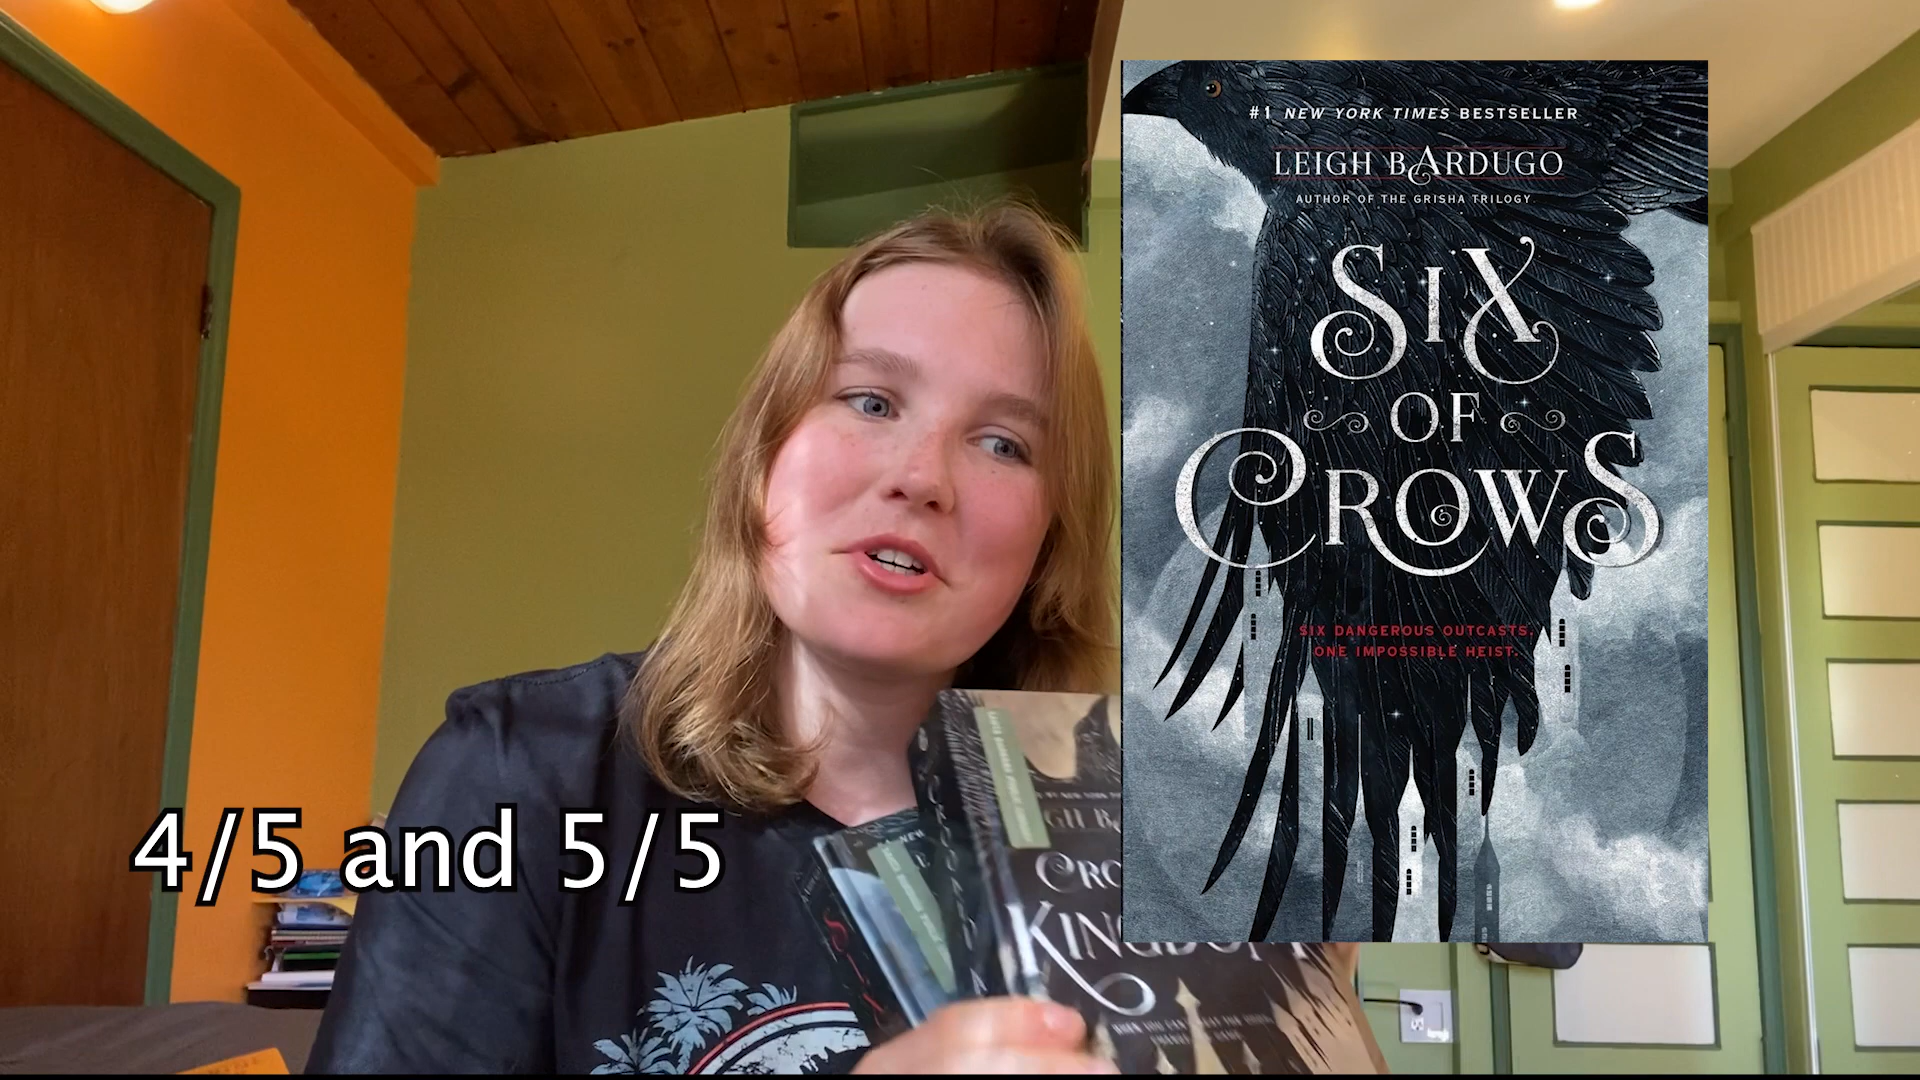 #1 NEW YORK TIMES BESTSELLER
LEIGH BARDUGO
AUTHOR OF THE GRISHA TRILOGY
SIX
OF
CROWS
SIX DANGEROUS OUTCASTS.
ONE IMPOSSIBLE HEIST.
4/5 and 5/5
CRO
KINGDOM